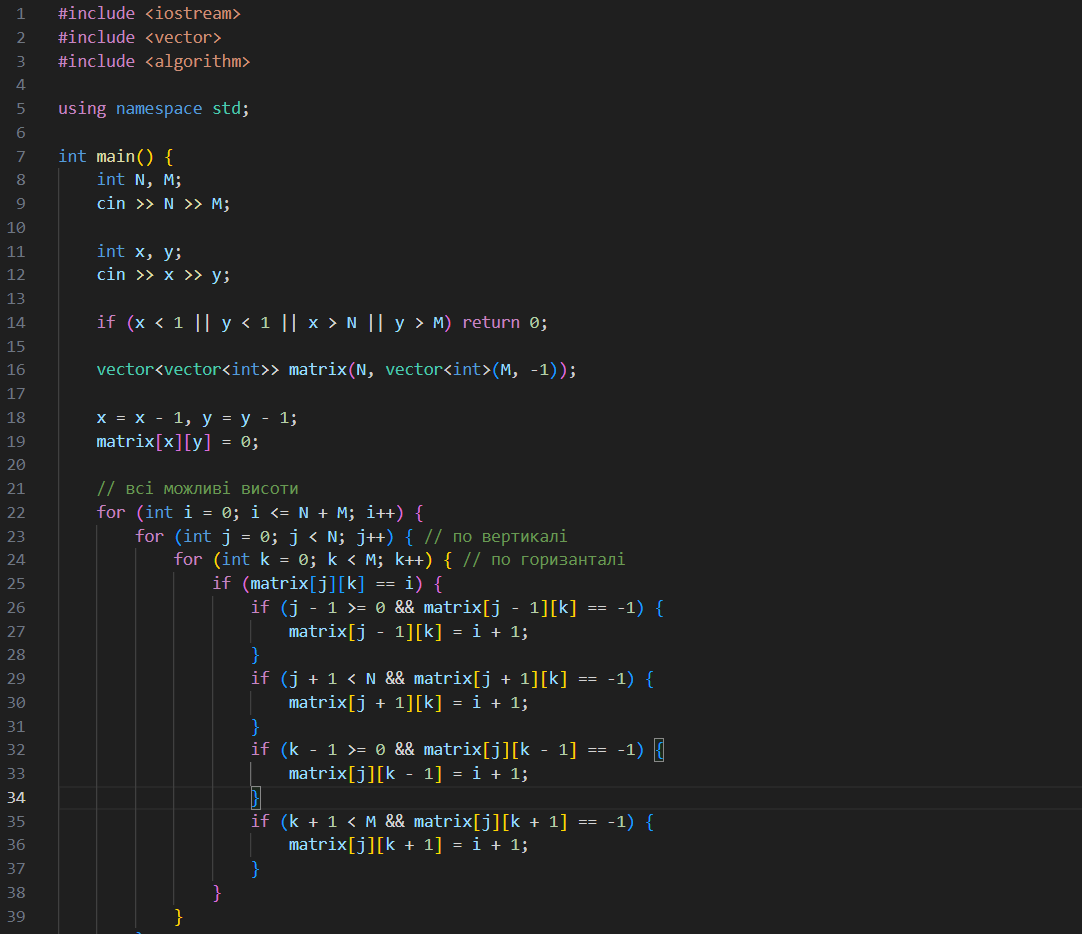 1 #include <iostream>
2 #include <vector>
3 #include <algorithm>
4
5 using namespace std;
6
7 int main() {
8     int N, M;
9     cin >> N >> M;
10
11     int x, y;
12     cin >> x >> y;
13
14     if (x < 1 || y < 1 || x > N || y > M) return 0;
15
16     vector<vector<int>> matrix(N, vector<int>(M, -1));
17
18     x = x - 1, y = y - 1;
19     matrix[x][y] = 0;
20
21     // всі можливі висоти
22     for (int i = 0; i <= N + M; i++) {
23         for (int j = 0; j < N; j++) { // по вертикалі
24             for (int k = 0; k < M; k++) { // по горизанталі
25                 if (matrix[j][k] == i) {
26                     if (j - 1 >= 0 && matrix[j - 1][k] == -1) {
27                         matrix[j - 1][k] = i + 1;
28                     }
29                     if (j + 1 < N && matrix[j + 1][k] == -1) {
30                         matrix[j + 1][k] = i + 1;
31                     }
32                     if (k - 1 >= 0 && matrix[j][k - 1] == -1) {
33                         matrix[j][k - 1] = i + 1;
34                     }
35                     if (k + 1 < M && matrix[j][k + 1] == -1) {
36                         matrix[j][k + 1] = i + 1;
37                     }
38                 }
39             }